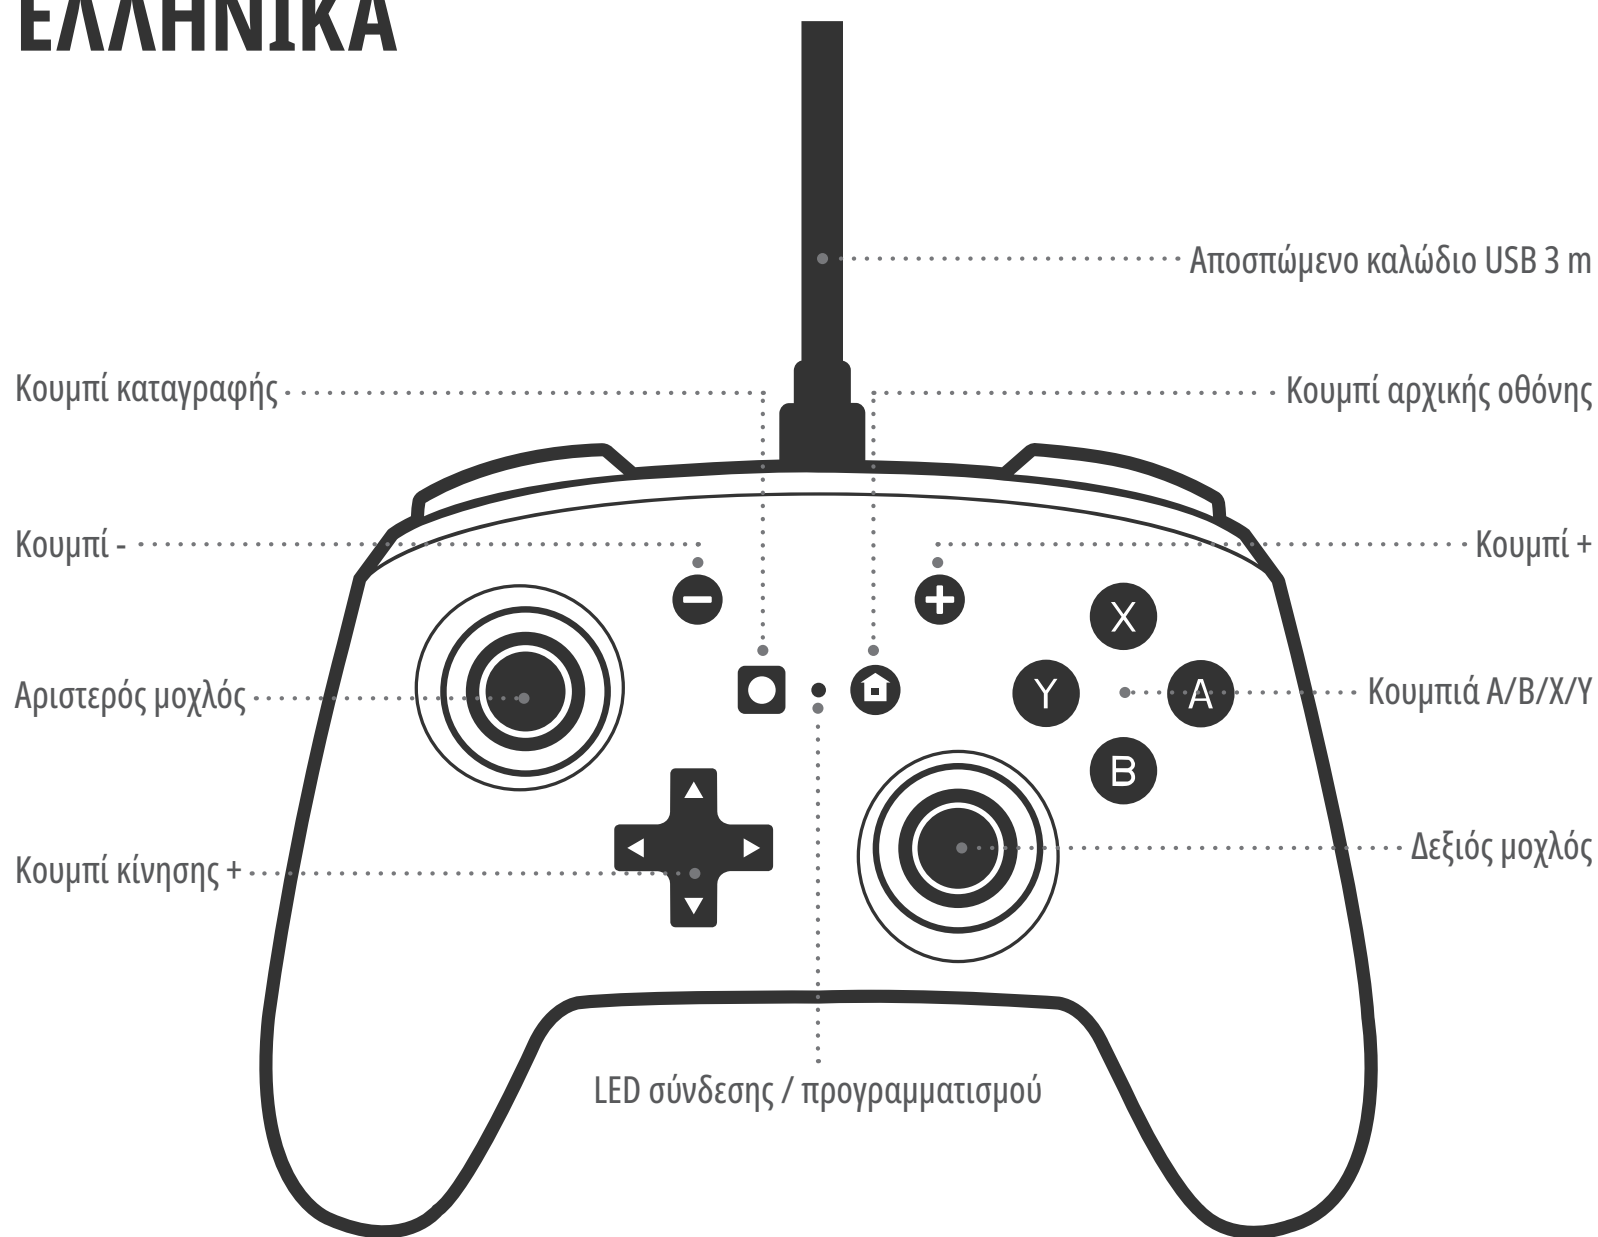 ΕΛΛΗΝΙΚΑ
Αποσπώμενο καλώδιο USB 3 m
Κουμπί καταγραφής
Κουμπί αρχικής οθόνης
Κουμπί -
Κουμπί +
X
Αριστερός μοχλός
Y
A
Κουμπιά A/B/X/Y
B
Δεξιός μοχλός
Κουμπί κίνησης +
LED σύνδεσης / προγραμματισμού